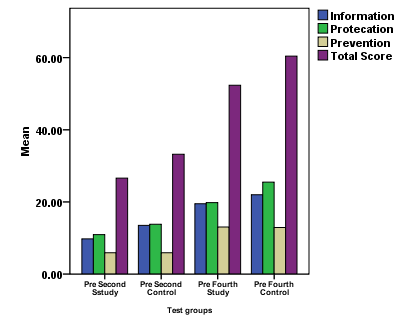 Information
Protecation
Prevention
Total Score
60.00
40.00
20.00
0.00
Mean
Pre Second
Sstudy
Pre Second
Control
Pre Fourth
Study
Pre Fourth
Control
Test groups